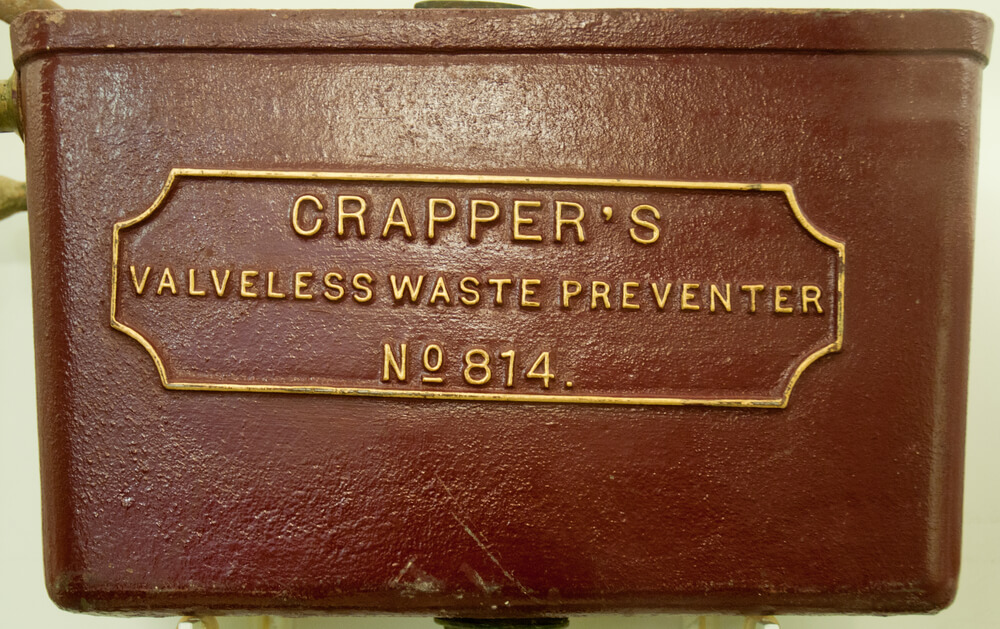 CRAPPER'S
VALVELESS WASTE PREVENTER
Nº 814.